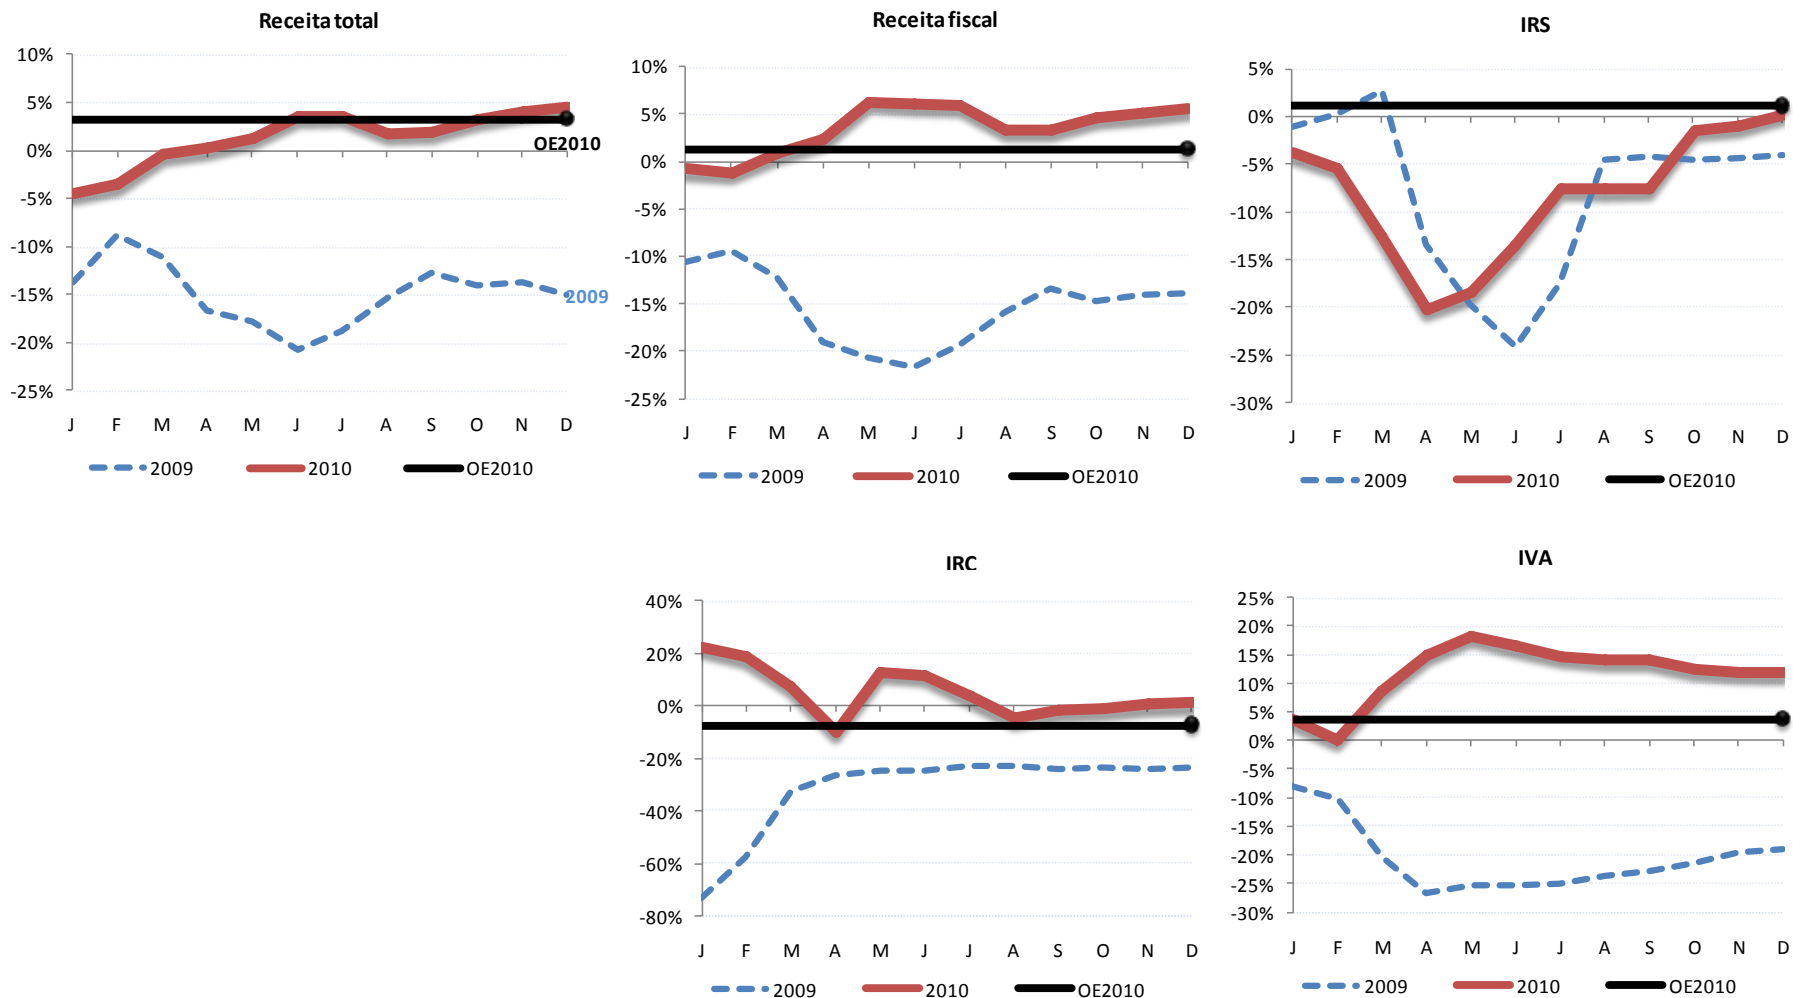 Receita total
10%
5%
0%
-5%
-10%
-15%
-20%
-25%
OE2010
2009
J F M A M J J A S O N D
2009 2010 OE2010
Receita fiscal
10%
5%
0%
-5%
-10%
-15%
-20%
-25%
J F M A M J J A S O N D
2009 2010 OE2010
IRS
5%
0%
-5%
-10%
-15%
-20%
-25%
-30%
J F M A M J J A S O N D
2009 2010 OE2010
IRC
40%
20%
0%
-20%
-40%
-60%
-80%
J F M A M J J A S O N D
2009 2010 OE2010
IVA
25%
20%
15%
10%
5%
0%
-5%
-10%
-15%
-20%
-25%
-30%
J F M A M J J A S O N D
2009 2010 OE2010